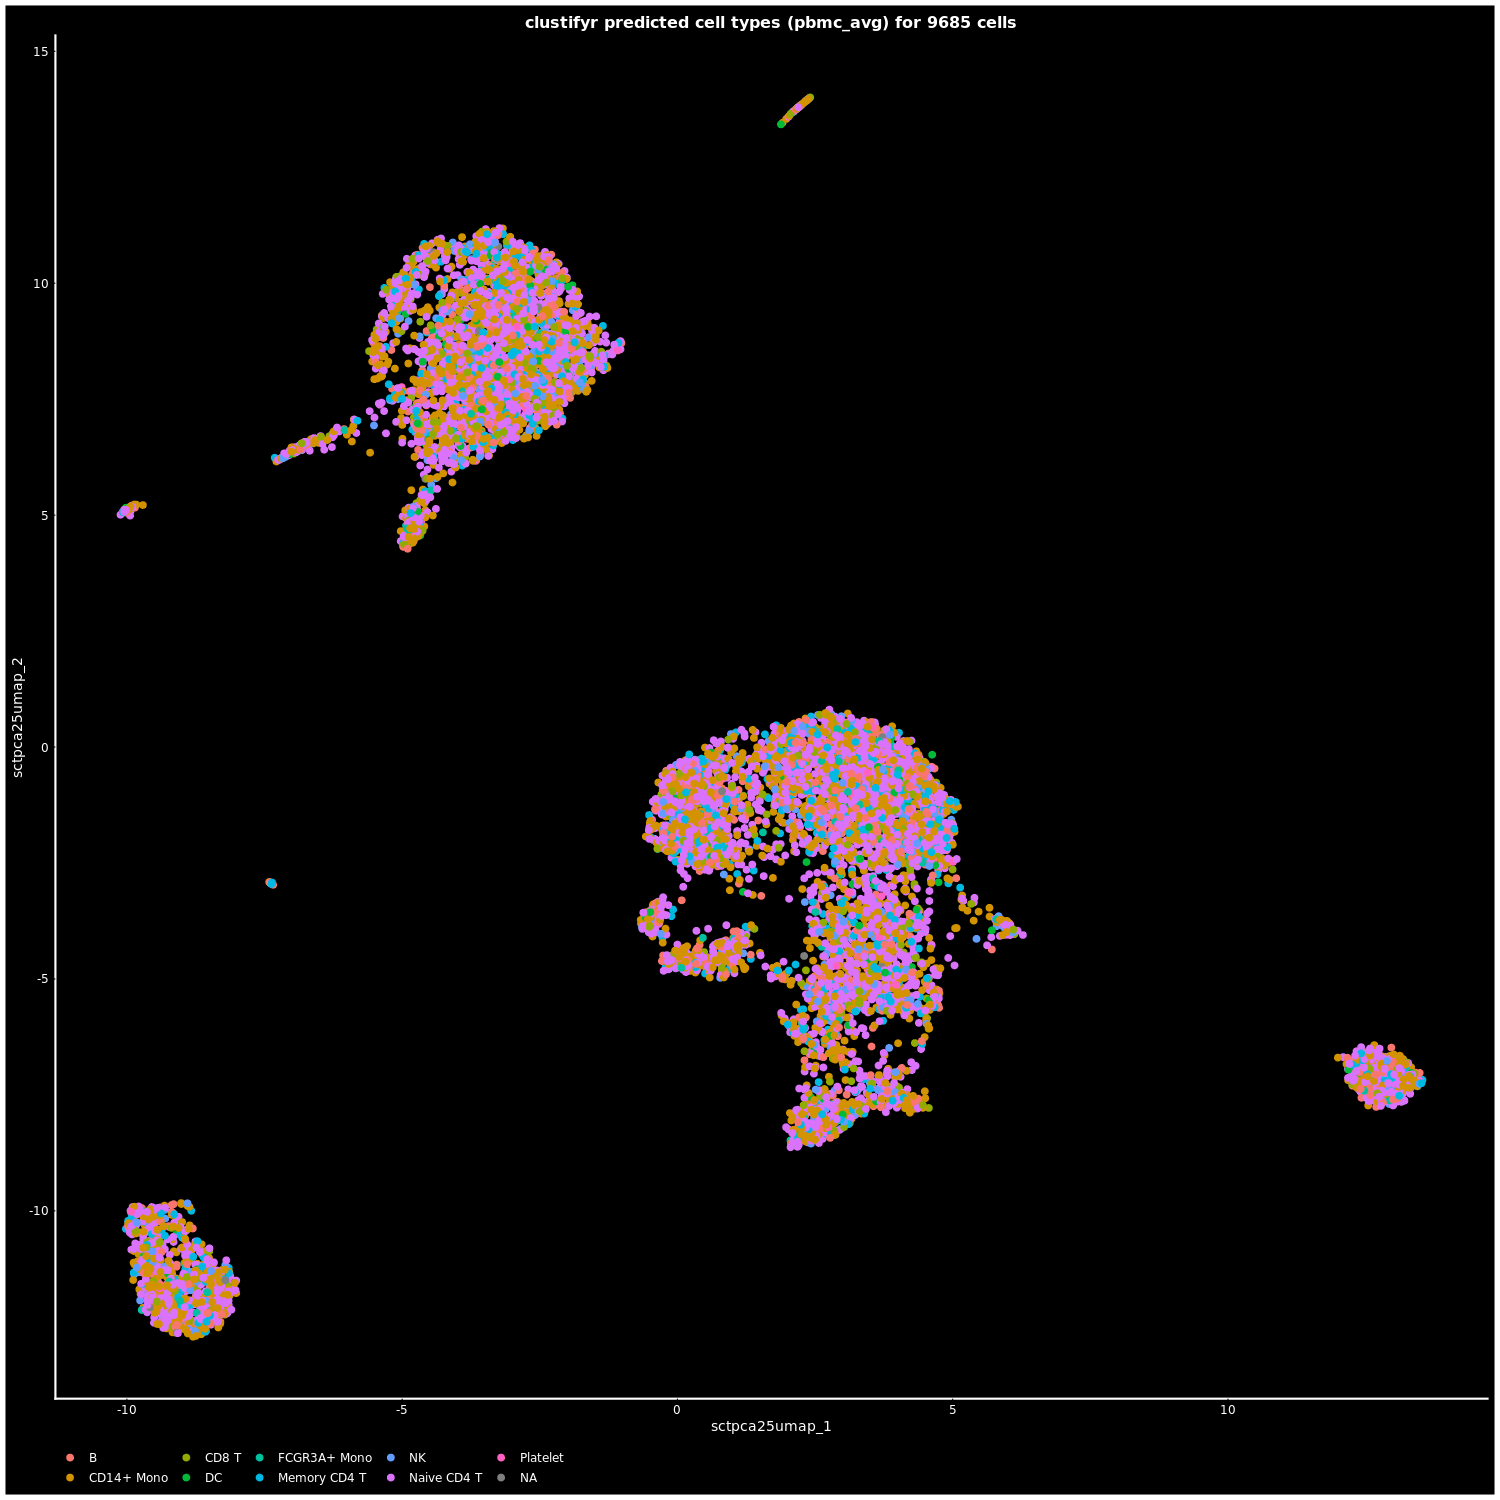 clustifyr predicted cell types (pbmc_avg) for 9685 cells
15
10
5
0
-5
-10
sctpca25umap_2
-10 -5 0 5 10
sctpca25umap_1
B CD8 T FCGR3A+ Mono NK Platelet
CD14+ Mono DC Memory CD4 T Naive CD4 T NA